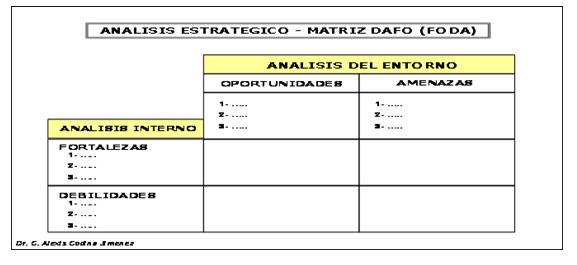 ANALISIS ESTRATEGICO - MATRIZ DAFO (FODA)
ANALISIS DEL ENTORNO
OPORTUNIDADES AMENAZAS
1- ..... 1- .....
2- ..... 2- .....
3- ..... 3- .....
ANALISIS INTERNO
FORTALEZAS
1- .....
2- .....
3- .....
DEBILIDADES
1- .....
2- .....
3- .....
Dr. C. Alexis Codina Jimenez